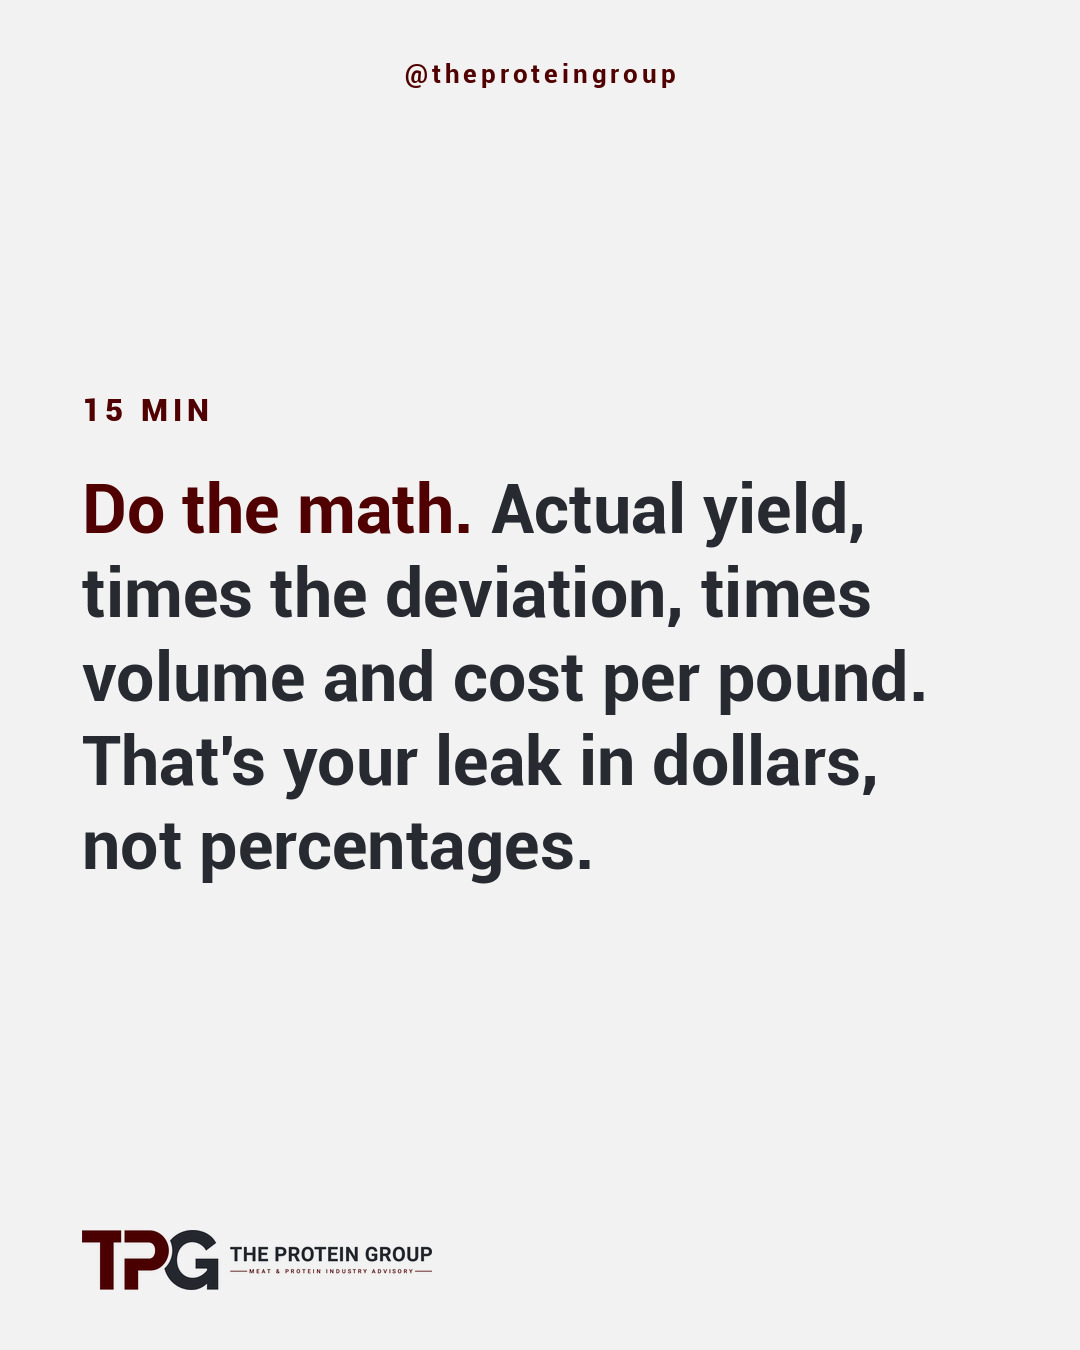 @theproteingroup
15 MIN
Do the math. Actual yield,
times the deviation, times
volume and cost per pound.
That's your leak in dollars,
not percentages.
TPG
THE PROTEIN GROUP
MEAT & PROTEIN INDUSTRY ADVISORY